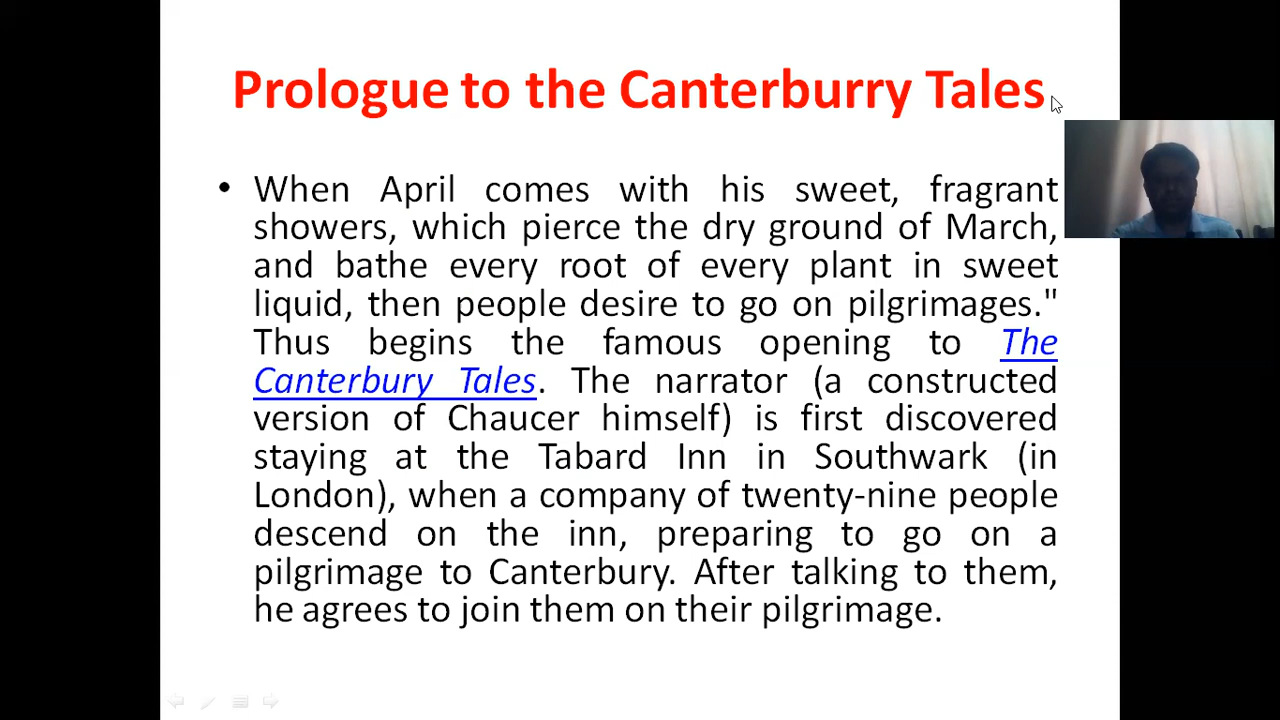 Prologue to the Canterburry Tales
• When April comes with his sweet, fragrant
showers, which pierce the dry ground of March,
and bathe every root of every plant in sweet
liquid, then people desire to go on pilgrimages."
Thus begins the famous opening to The
Canterbury Tales. The narrator (a constructed
version of Chaucer himself) is first discovered
staying at the Tabard Inn in Southwark (in
London), when a company of twenty-nine people
descend on the inn, preparing to go on a
pilgrimage to Canterbury. After talking to them,
he agrees to join them on their pilgrimage.